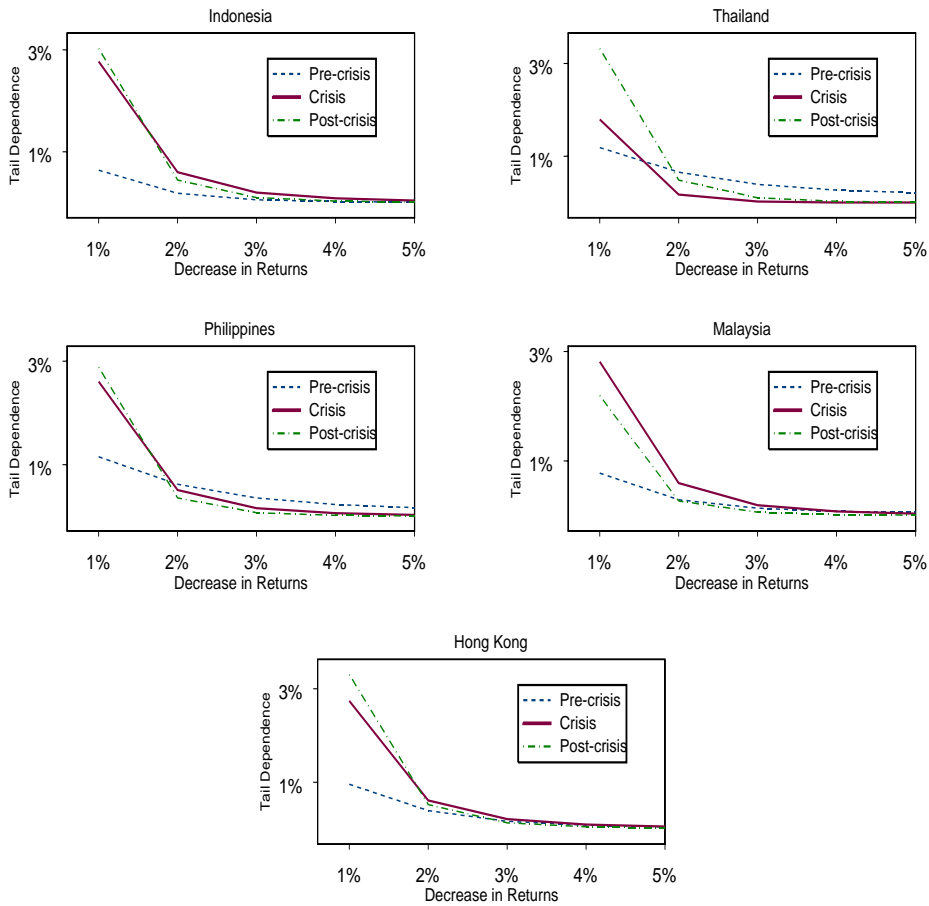 Indonesia
Tail Dependence
3%
1%
Pre-crisis
Crisis
Post-crisis
1% 2% 3% 4% 5%
Decrease in Returns
Thailand
Tail Dependence
3%
1%
Pre-crisis
Crisis
Post-crisis
1% 2% 3% 4% 5%
Decrease in Returns
Philippines
Tail Dependence
3%
1%
Pre-crisis
Crisis
Post-crisis
1% 2% 3% 4% 5%
Decrease in Returns
Malaysia
Tail Dependence
3%
1%
Pre-crisis
Crisis
Post-crisis
1% 2% 3% 4% 5%
Decrease in Returns
Hong Kong
Tail Dependence
3%
1%
Pre-crisis
Crisis
Post-crisis
1% 2% 3% 4% 5%
Decrease in Returns